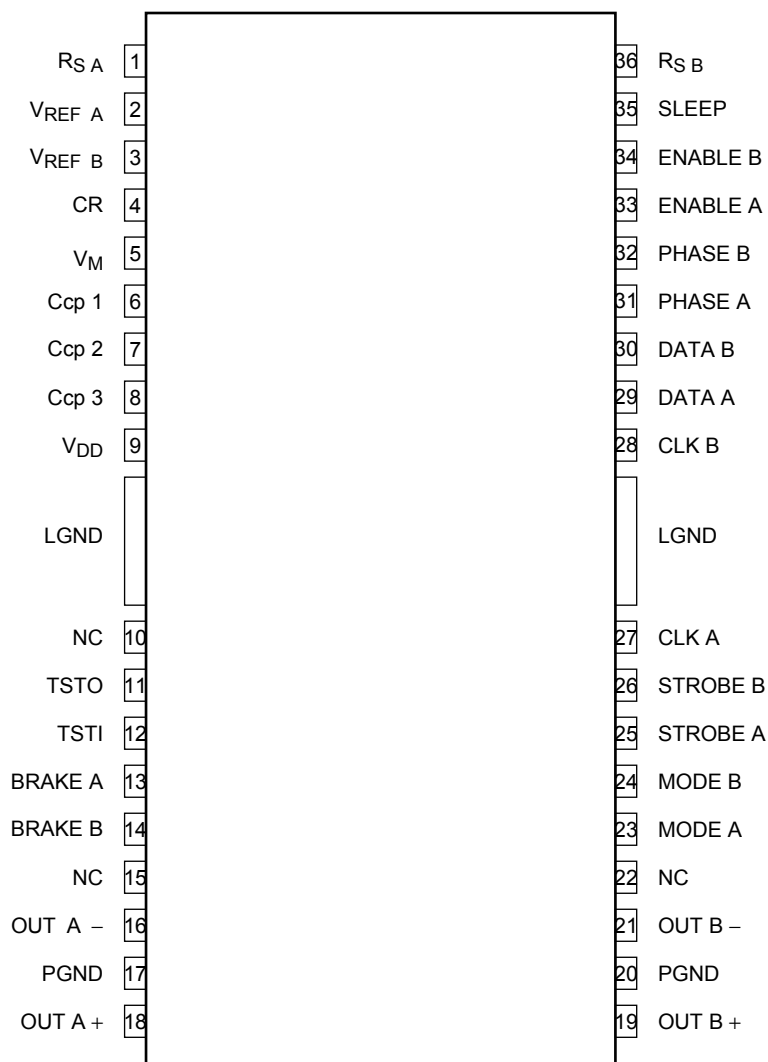 RS A 1 36 RS B
VREF A 2 35 SLEEP
VREF B 3 34 ENABLE B
CR 4 33 ENABLE A
VM 5 32 PHASE B
Ccp 1 6 31 PHASE A
Ccp 2 7 30 DATA B
Ccp 3 8 29 DATA A
VDD 9 28 CLK B
LGND LGND
NC 10 27 CLK A
TSTO 11 26 STROBE B
TSTI 12 25 STROBE A
BRAKE A 13 24 MODE B
BRAKE B 14 23 MODE A
NC 15 22 NC
OUT A − 16 21 OUT B −
PGND 17 20 PGND
OUT A + 18 19 OUT B +